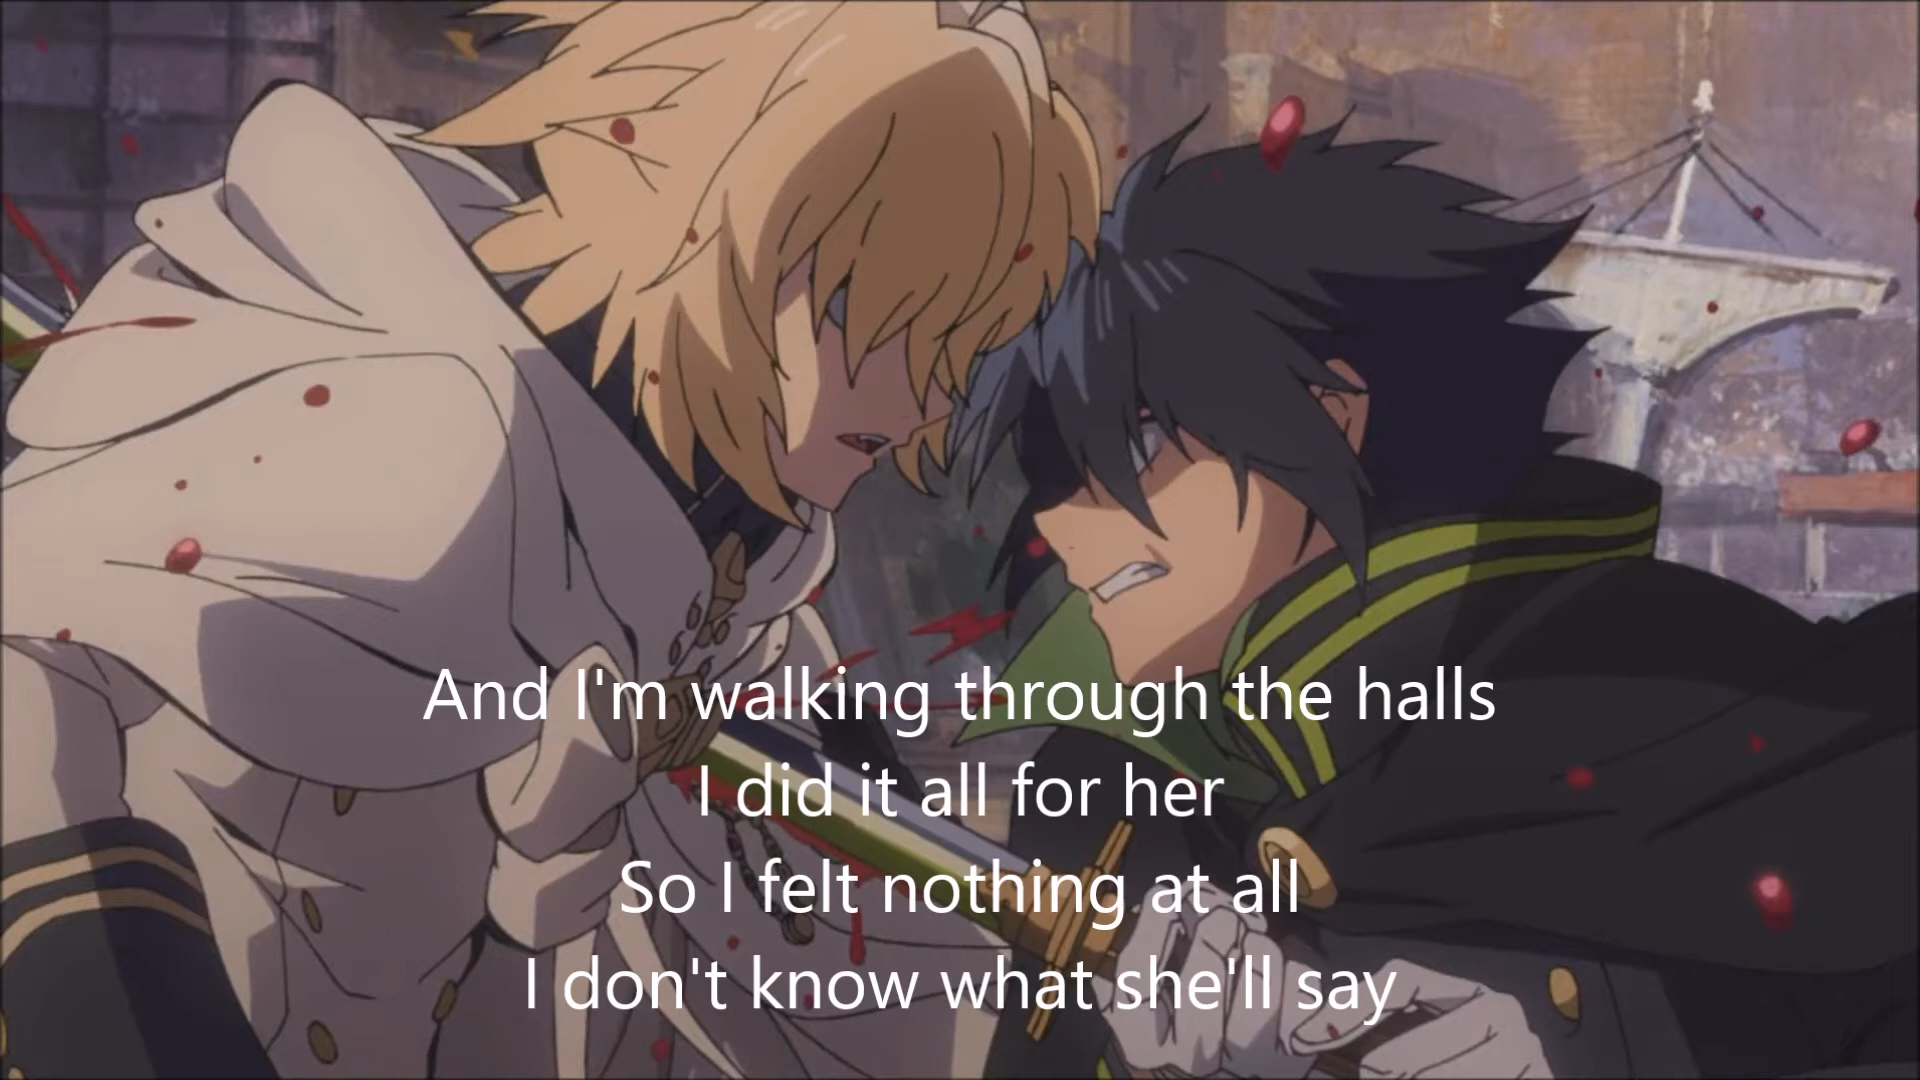 And I'm walking through the halls
I did it all for her
So I felt nothing at all
I don't know what she'll say